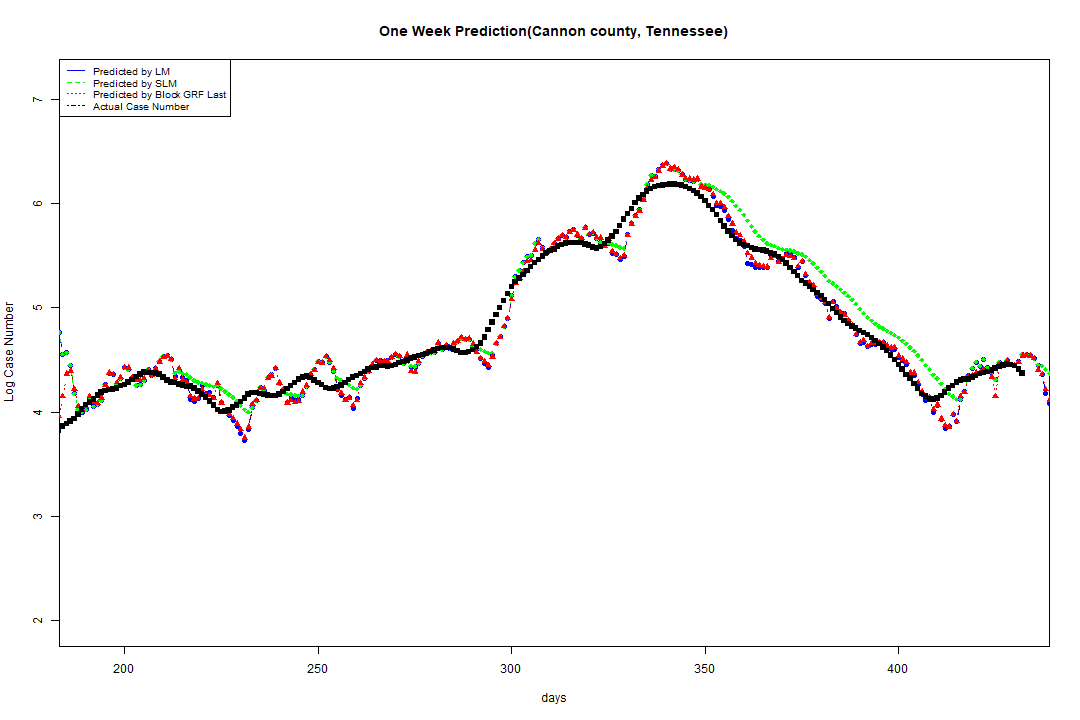 One Week Prediction(Cannon county, Tennessee)
Predicted by LM
Predicted by SLM
Predicted by Block GRF Last
Actual Case Number
Log Case Number
7
6
5
4
3
2
200 250 300 350 400
days